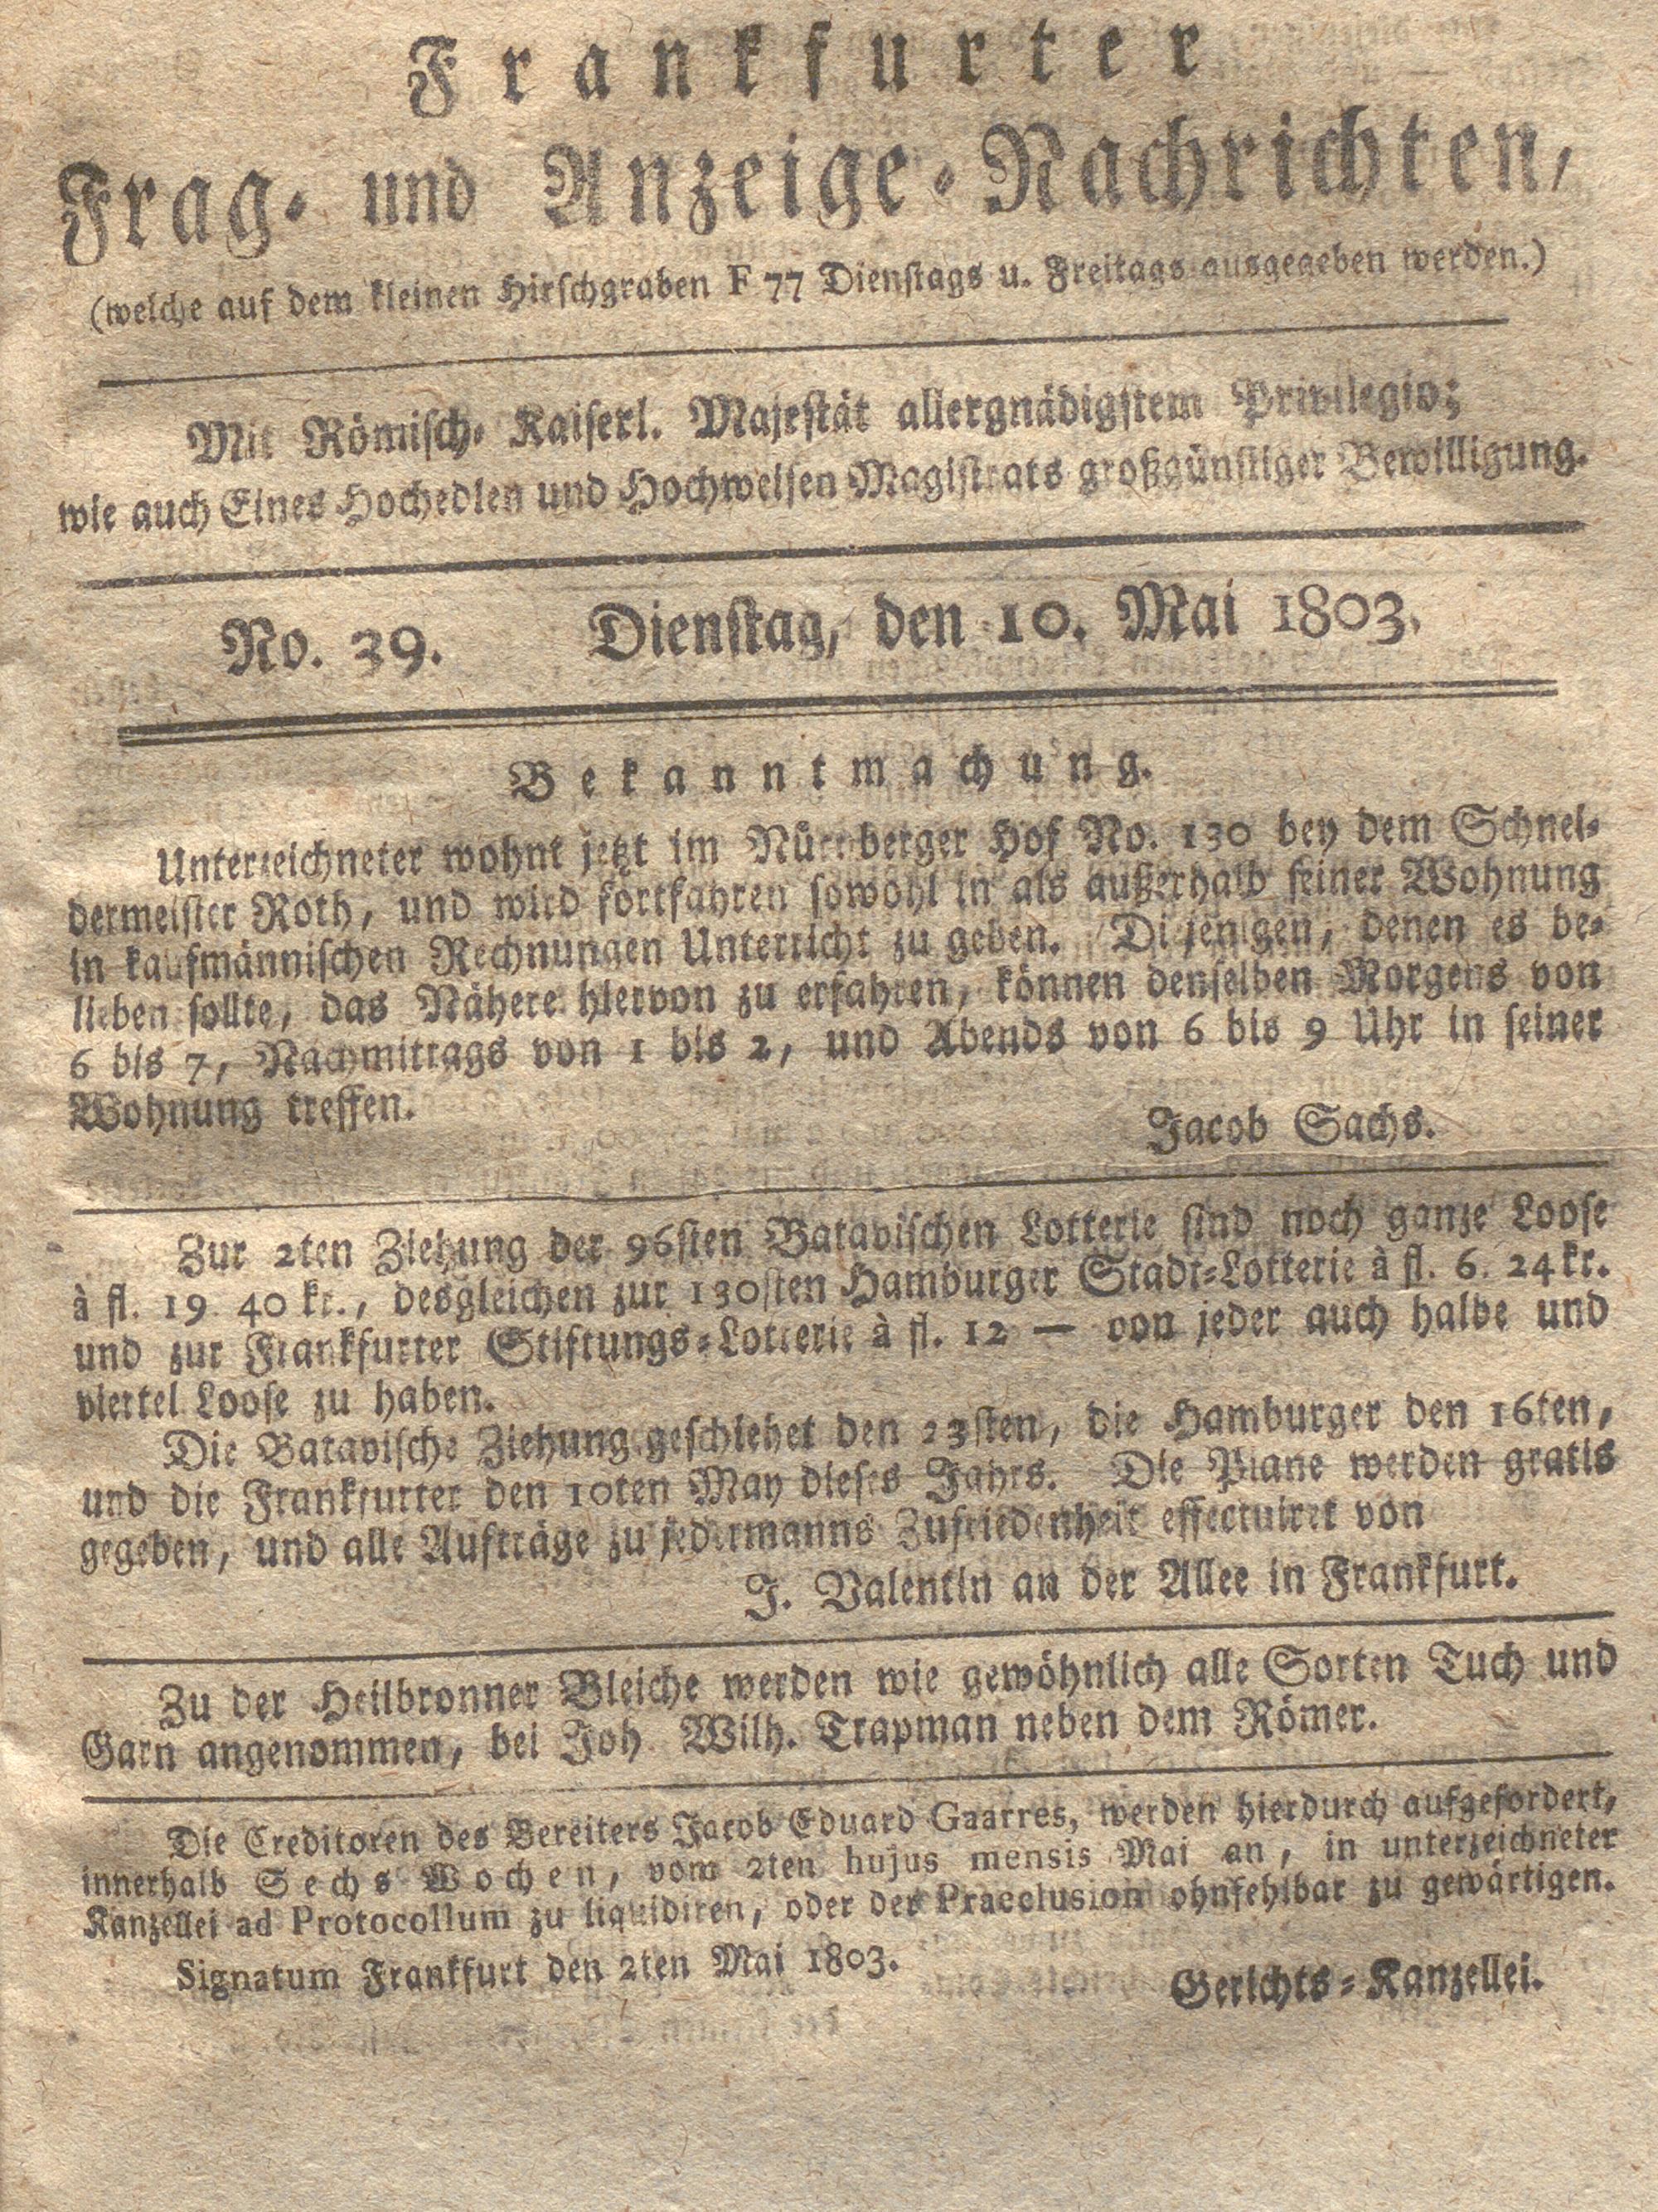 Frankfurter
Frag- und Anzeige-Nachrichten,
(welche auf dem kleinen Hirschgraben F 77 Dienstags u. Freitags ausgegeben werden.)
Mit Römisch- Kaiserl. Majestät allergnädigstem Privilegio;
wie auch Eines Hochedlen und Hochweisen Magistrats großgünstiger Bewilligung.
No. 39. Dienstag, den 10. Mai 1803.
Bekanntmachung.
Unterzeichneter wohnt jetzt im Nürnberger Hof No. 130 bey dem Schnei-
dermeister Roth, und wird fortfahren sowohl in als außerhalb seiner Wohnung
in kaufmännischen Rechnungen Unterricht zu geben. Diejenigen, denen es be-
lieben sollte, das Nähere hiervon zu erfahren, können denselben Morgens von
6 bis 7, Nachmittags von 1 bis 2, und Abends von 6 bis 9 Uhr in seiner
Wohnung treffen.
Jacob Sachs.
Zur 2ten Ziehung der 96sten Batavischen Lotterie sind noch ganze Loose
à fl. 19. 40 kr., desgleichen zur 130sten Hamburger Stadt-Lotterie à fl. 6. 24 kr.
und zur Frankfurter Stiftungs-Lotterie à fl. 12 — von jeder auch halbe und
viertel Loose zu haben.
Die Batavische Ziehung geschiehet den 23sten, die Hamburger den 16ten,
und die Frankfurter den 10ten May dieses Jahrs. Die Plane werden gratis
gegeben, und alle Aufträge zu jedermanns Zufriedenheit effectuiret von
J. Valentin an der Allee in Frankfurt.
Zu der Heilbronner Bleiche werden wie gewöhnlich alle Sorten Tuch und
Garn angenommen, bei Joh. Wilh. Trapman neben dem Römer.
Die Creditoren des Bereiters Jacob Eduard Gaarres, werden hierdurch aufgefordert,
innerhalb Sechs Wochen, vom 2ten hujus mensis Mai an, in unterzeichneter
Kanzellei ad Protocollum zu liquidiren, oder der Praeclusion ohnfehlbar zu gewärtigen.
Signatum Frankfurt den 2ten Mai 1803.
Gerichts-Kanzellei.